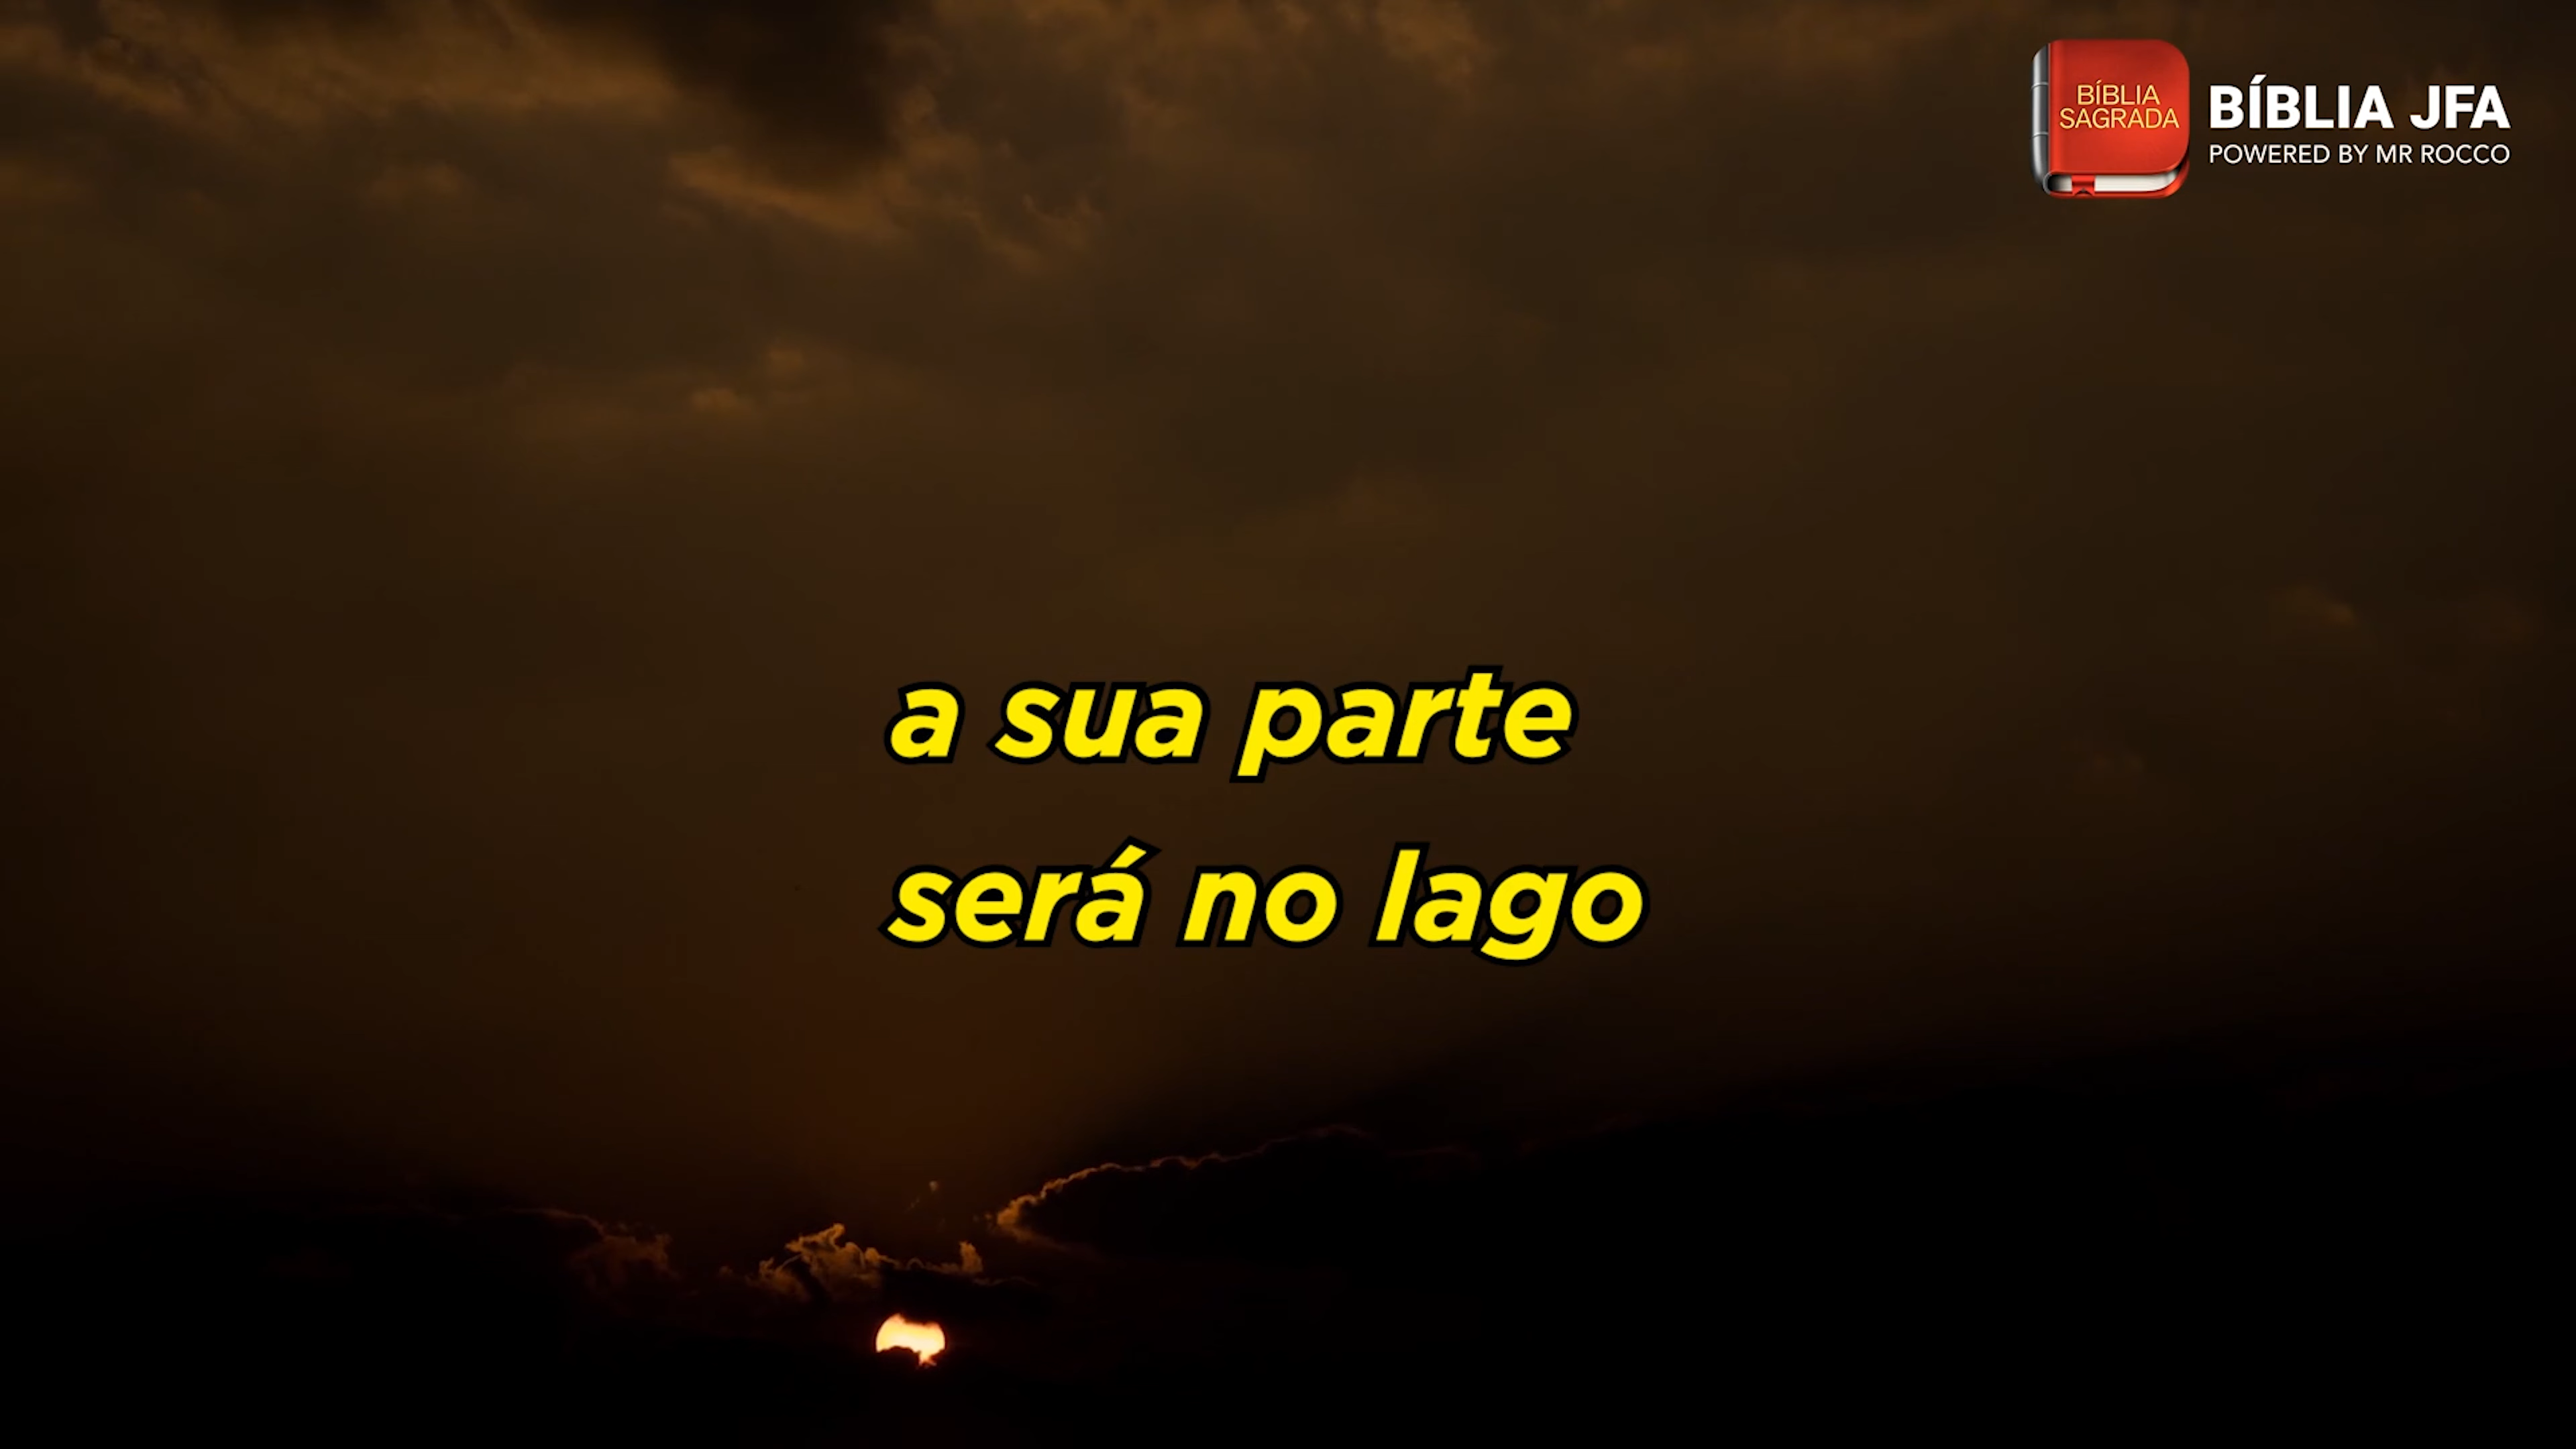 BÍBLIA
SAGRADA
BÍBLIA JFA
POWERED BY MR ROCCO
a sua parte
será no lago